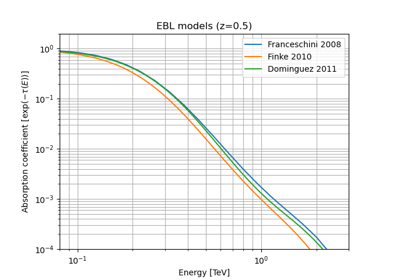 EBL models (z=0.5)
Absorption coefficient [exp(−τ(E))]
10⁰
10⁻¹
10⁻²
10⁻³
10⁻⁴
Franceschini 2008
Finke 2010
Dominguez 2011
10⁻¹
10⁰
Energy [TeV]